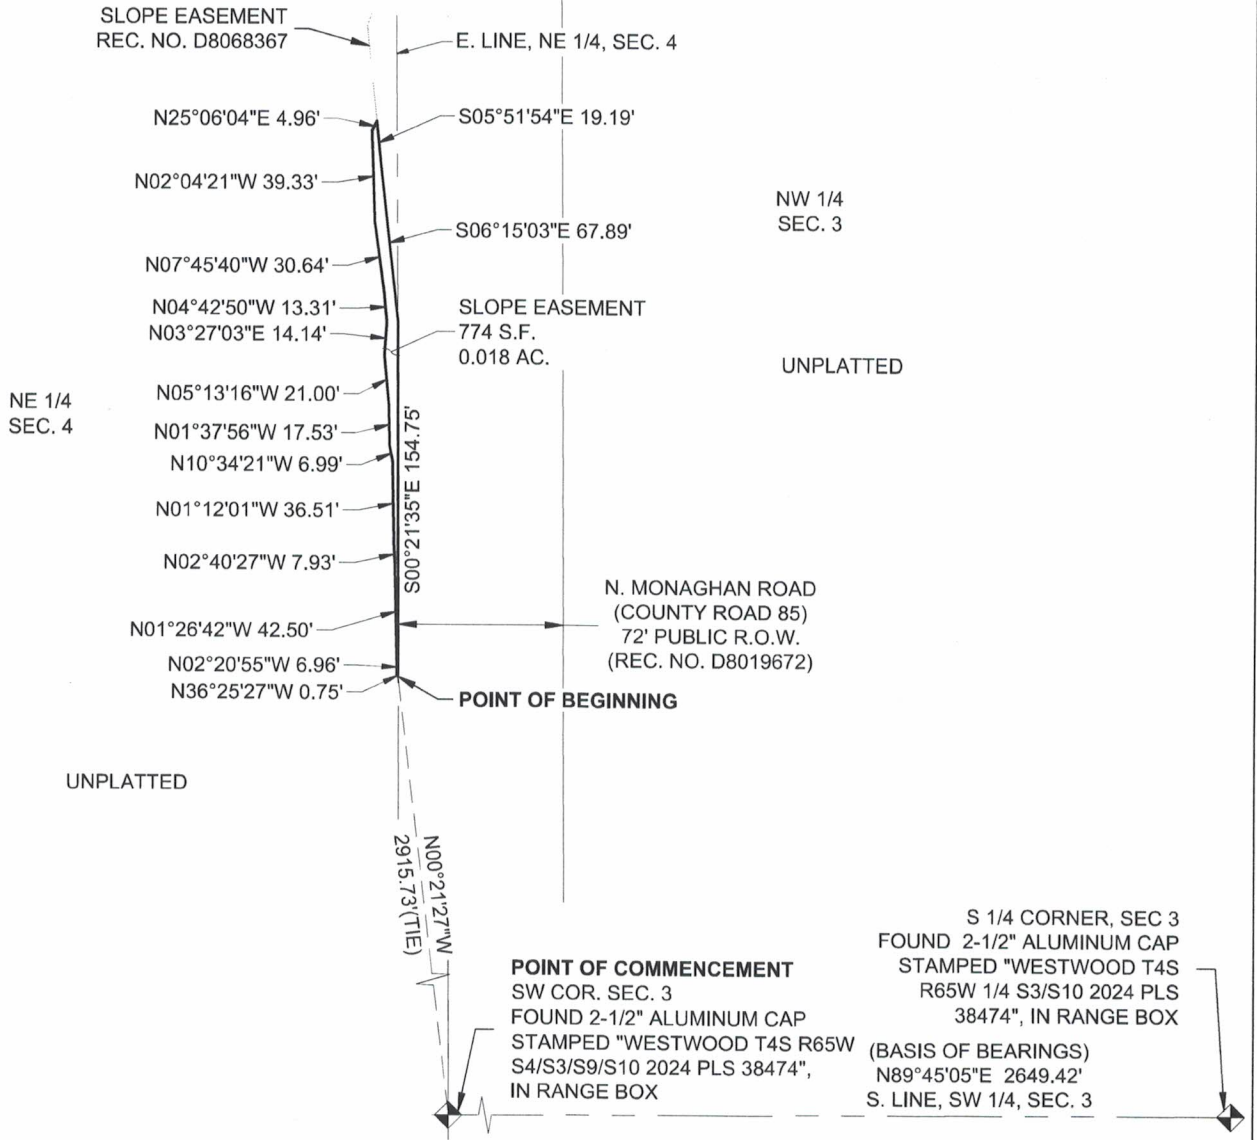 SLOPE EASEMENT
REC. NO. D8068367
E. LINE, NE 1/4, SEC. 4
N25°06'04"E 4.96'
S05°51'54"E 19.19'
N02°04'21"W 39.33'
NW 1/4
SEC. 3
S06°15'03"E 67.89'
N07°45'40"W 30.64'
N04°42'50"W 13.31'
N03°27'03"E 14.14'
SLOPE EASEMENT
774 S.F.
0.018 AC.
UNPLATTED
NE 1/4
SEC. 4
N05°13'16"W 21.00'
N01°37'56"W 17.53'
N10°34'21"W 6.99'
N01°12'01"W 36.51'
N02°40'27"W 7.93'
S00°21'35"E 154.75'
N. MONAGHAN ROAD
(COUNTY ROAD 85)
72' PUBLIC R.O.W.
(REC. NO. D8019672)
N01°26'42"W 42.50'
N02°20'55"W 6.96'
N36°25'27"W 0.75'
POINT OF BEGINNING
UNPLATTED
N00°21'27"W
2915.73'(TIE)
POINT OF COMMENCEMENT
SW COR. SEC. 3
FOUND 2-1/2" ALUMINUM CAP
STAMPED "WESTWOOD T4S R65W
S4/S3/S9/S10 2024 PLS 38474",
IN RANGE BOX
S 1/4 CORNER, SEC 3
FOUND 2-1/2" ALUMINUM CAP
STAMPED "WESTWOOD T4S
R65W 1/4 S3/S10 2024 PLS
38474", IN RANGE BOX
(BASIS OF BEARINGS)
N89°45'05"E 2649.42'
S. LINE, SW 1/4, SEC. 3